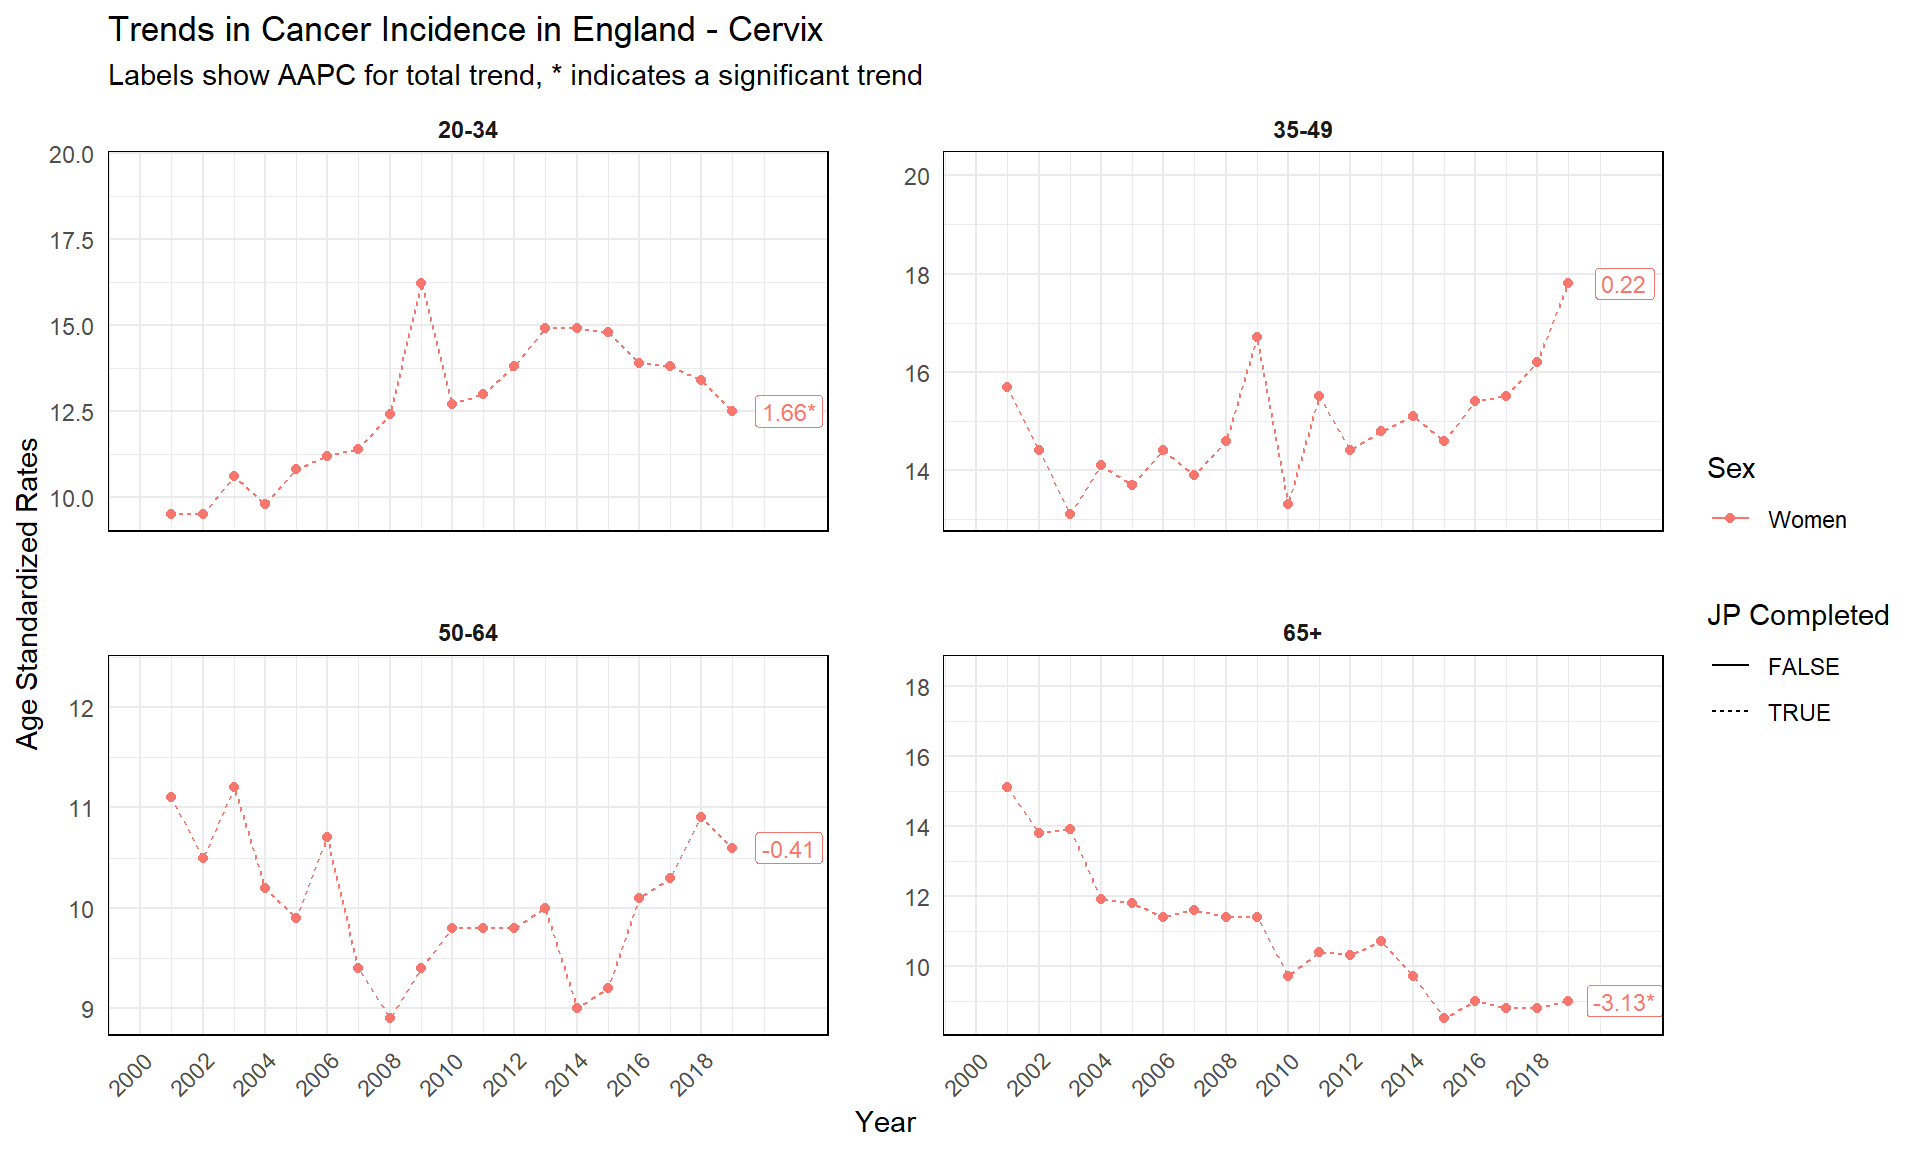 Trends in Cancer Incidence in England - Cervix
Labels show AAPC for total trend, * indicates a significant trend
20-34
20.0
17.5
15.0
12.5
10.0
1.66*
35-49
20
18
16
14
0.22
50-64
12
11
10
9
-0.41
2000 2002 2004 2006 2008 2010 2012 2014 2016 2018
65+
18
16
14
12
10
-3.13*
2000 2002 2004 2006 2008 2010 2012 2014 2016 2018
Age Standardized Rates
Year
Sex
Women
JP Completed
FALSE
TRUE